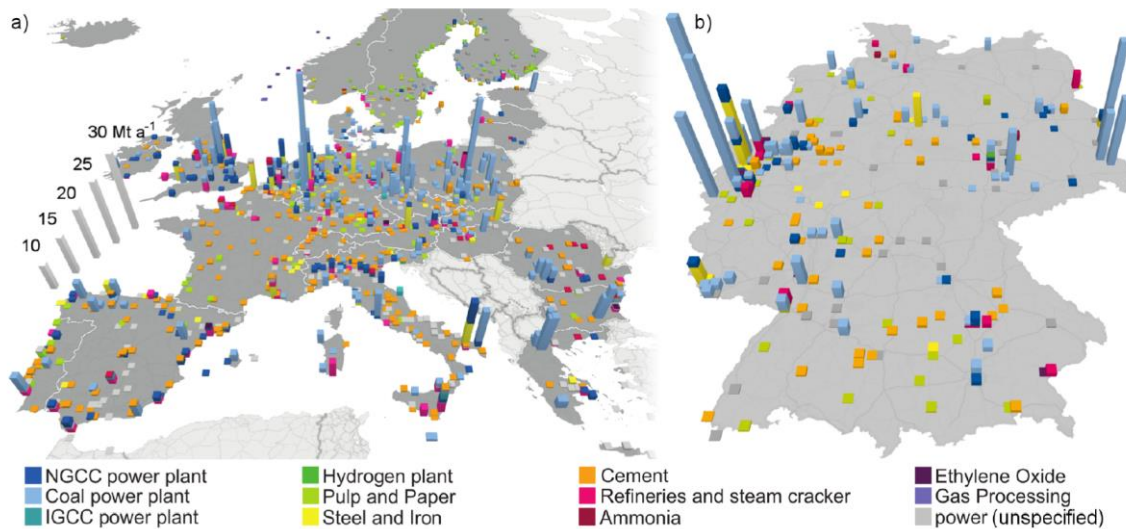 a)
b)
30 Mt a⁻¹
25
20
15
10
NGCC power plant
Coal power plant
IGCC power plant
Hydrogen plant
Pulp and Paper
Steel and Iron
Cement
Refineries and steam cracker
Ammonia
Ethylene Oxide
Gas Processing
power (unspecified)